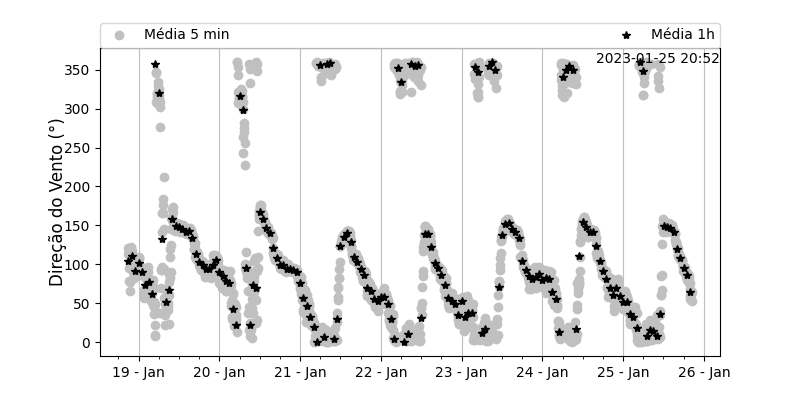 Média 5 min
Média 1h
2023-01-25 20:52
Direção do Vento (°)
350
300
250
200
150
100
50
0
19 - Jan
20 - Jan
21 - Jan
22 - Jan
23 - Jan
24 - Jan
25 - Jan
26 - Jan